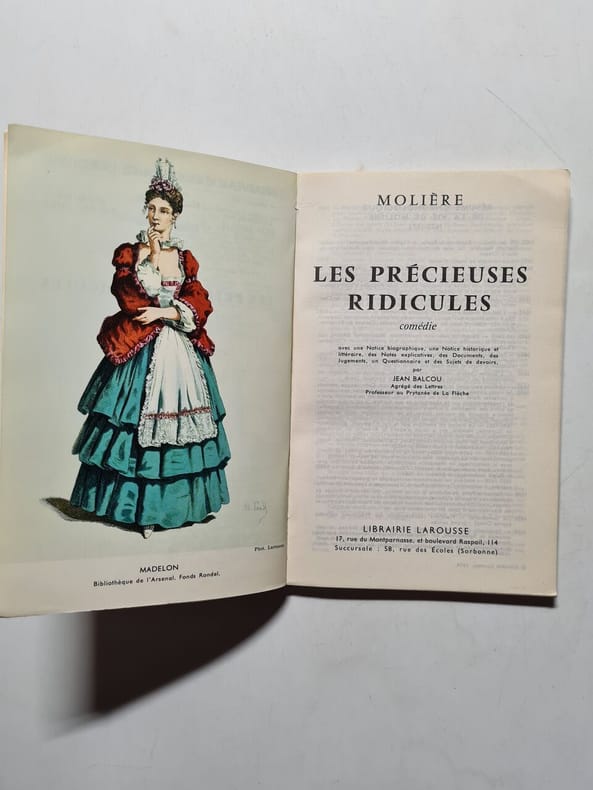 Phot. Larousse.
MADELON
Bibliothèque de l'Arsenal. Fonds Rondel.
MOLIÈRE
LES PRÉCIEUSES
RIDICULES
comédie
avec une Notice biographique, une Notice historique et
littéraire, des Notes explicatives, des Documents, des
Jugements, un Questionnaire et des Sujets de devoirs,
par
JEAN BALCOU
Agrégé des Lettres
Professeur au Prytanée de La Flèche
LIBRAIRIE LAROUSSE
17, rue du Montparnasse, et boulevard Raspail, 114
Succursale : 58, rue des Écoles (Sorbonne)